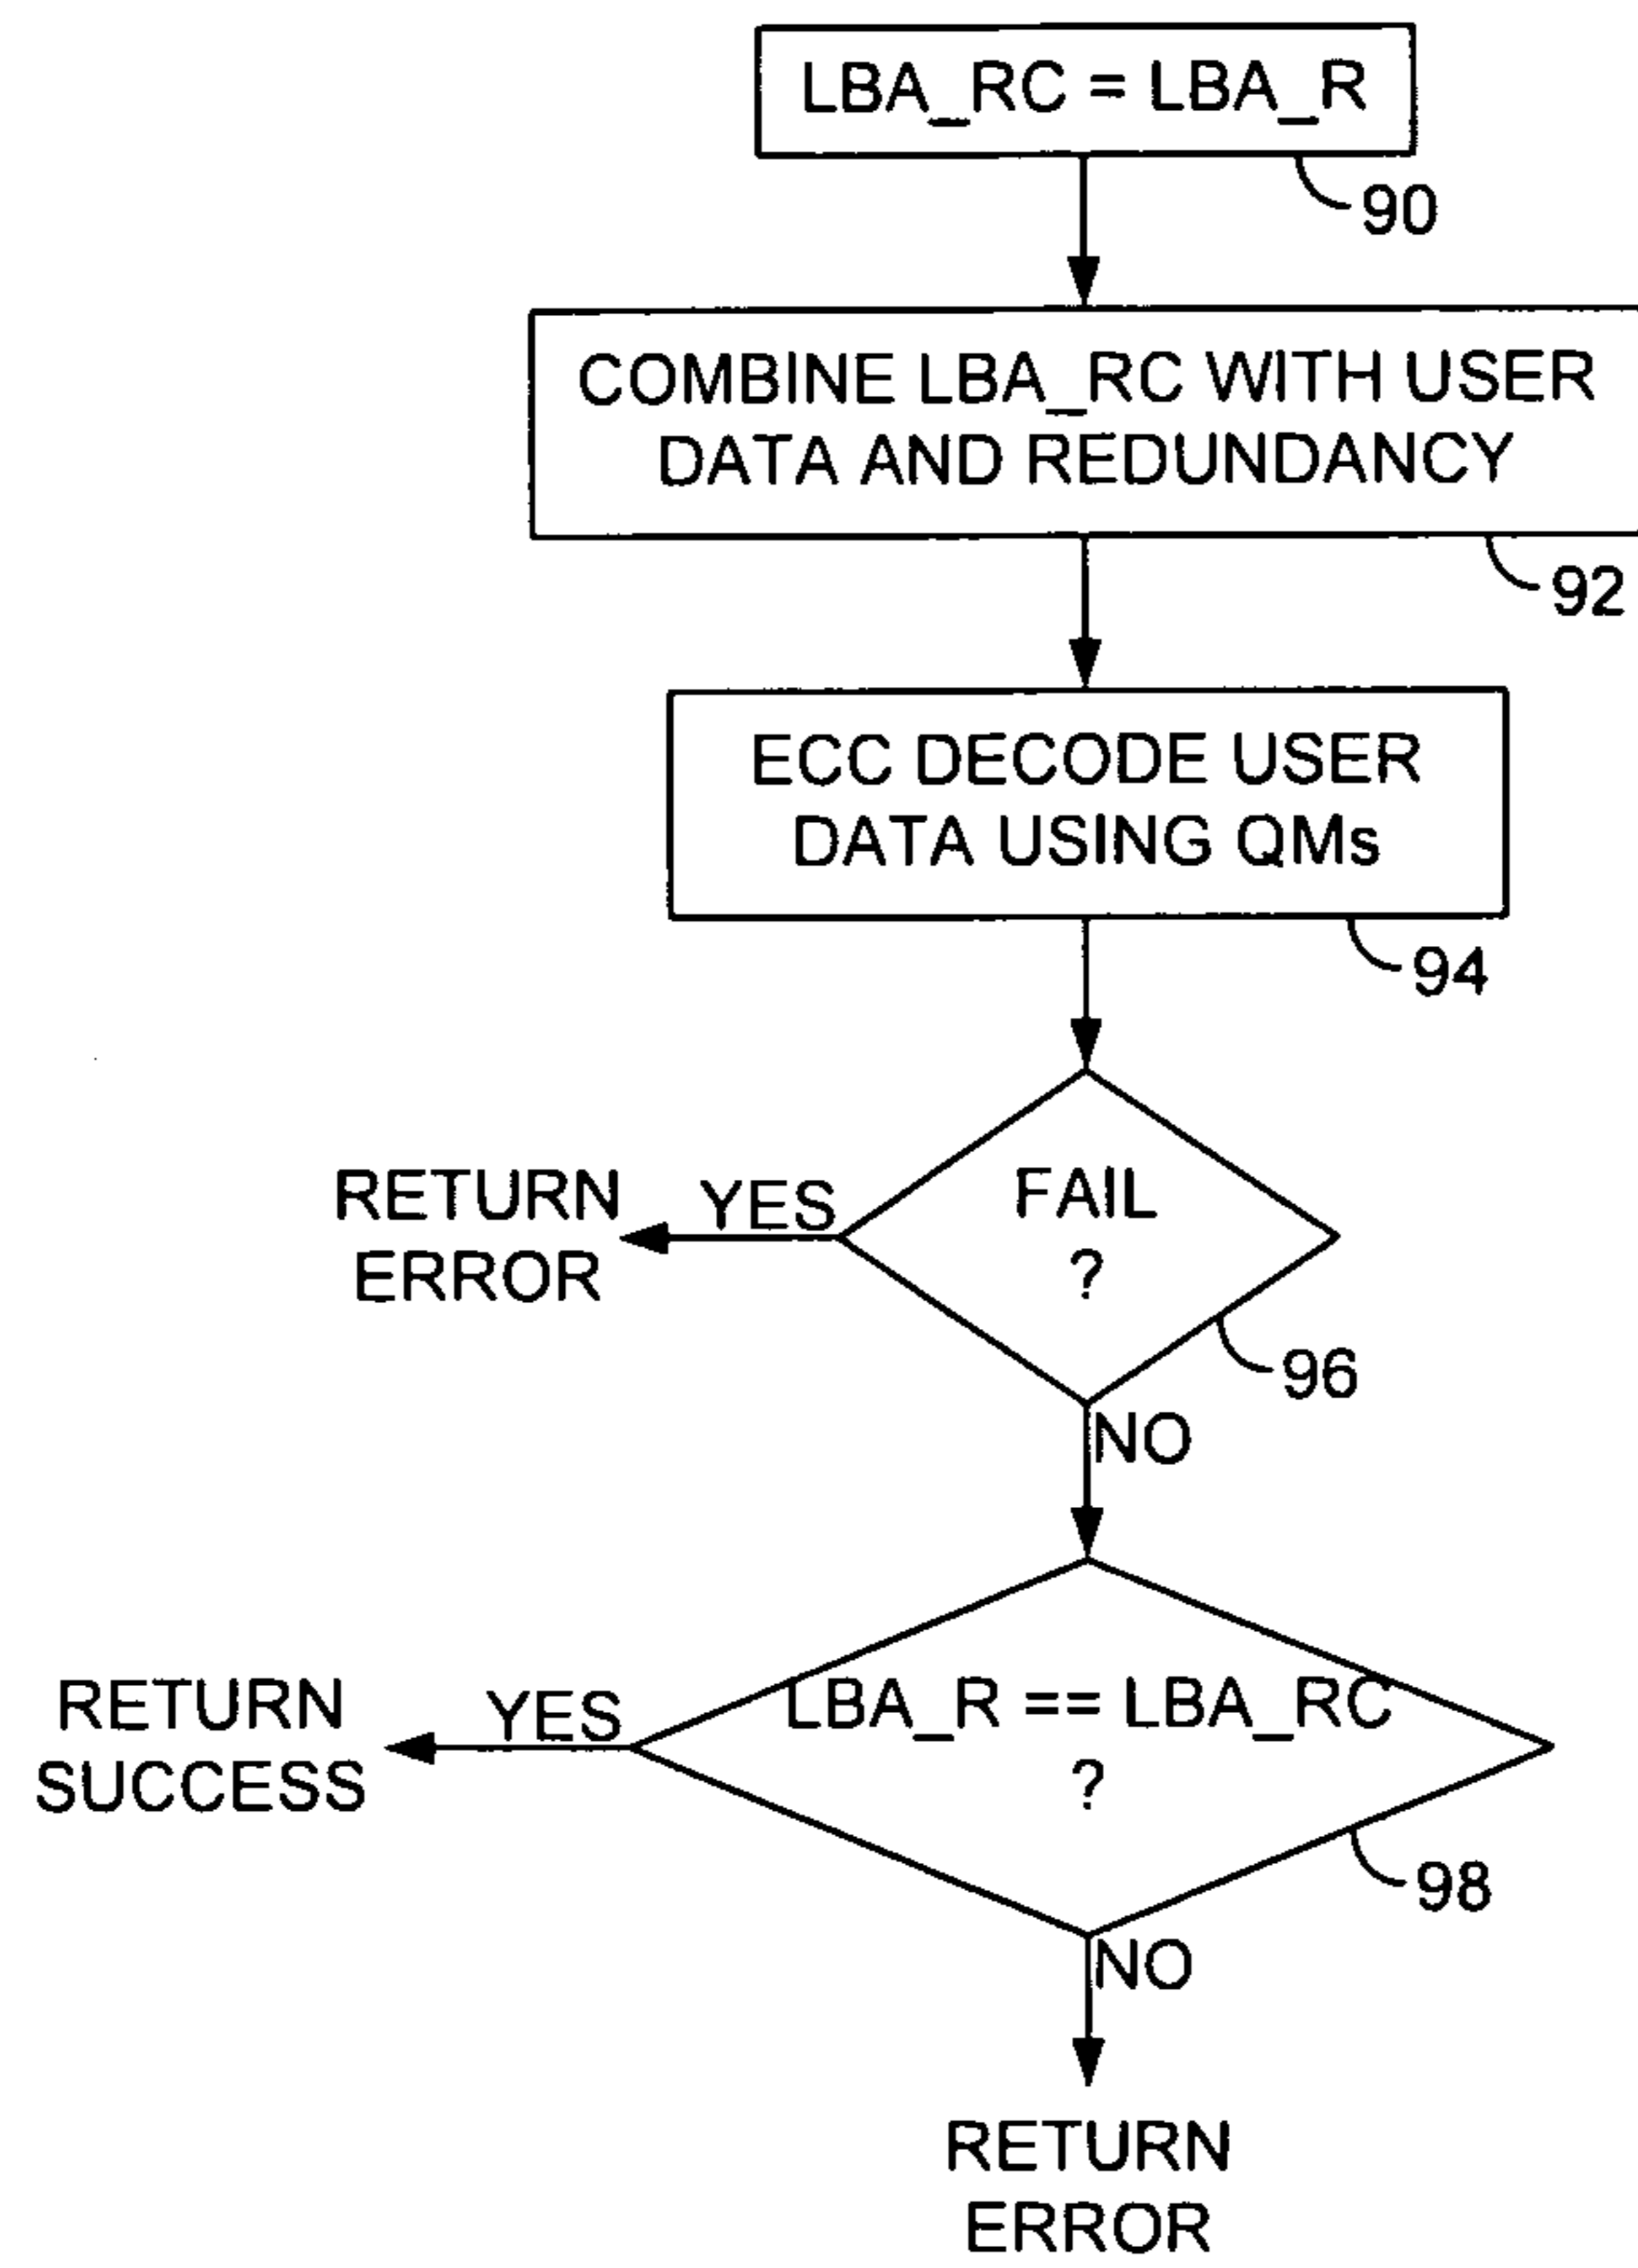 LBA_RC = LBA_R
90
COMBINE LBA_RC WITH USER
DATA AND REDUNDANCY
92
ECC DECODE USER
DATA USING QMs
94
FAIL
?
YES
RETURN
ERROR
96
NO
LBA_R == LBA_RC
?
YES
RETURN
SUCCESS
98
NO
RETURN
ERROR